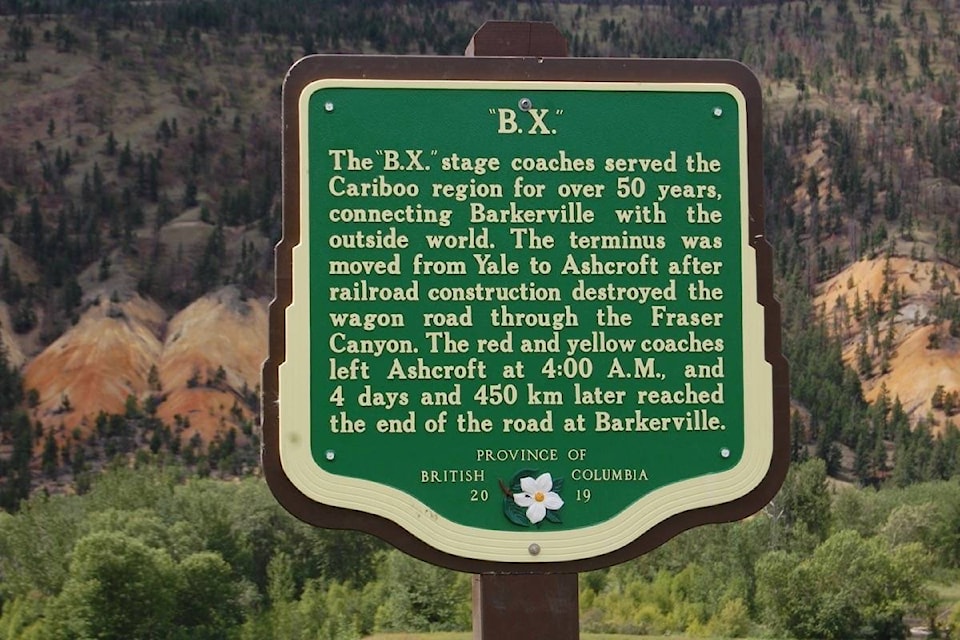 "B.X."
The "B.X." stage coaches served the
Cariboo region for over 50 years,
connecting Barkerville with the
outside world. The terminus was
moved from Yale to Ashcroft after
railroad construction destroyed the
wagon road through the Fraser
Canyon. The red and yellow coaches
left Ashcroft at 4:00 A.M., and
4 days and 450 km later reached
the end of the road at Barkerville.
PROVINCE OF
BRITISH COLUMBIA
20 19